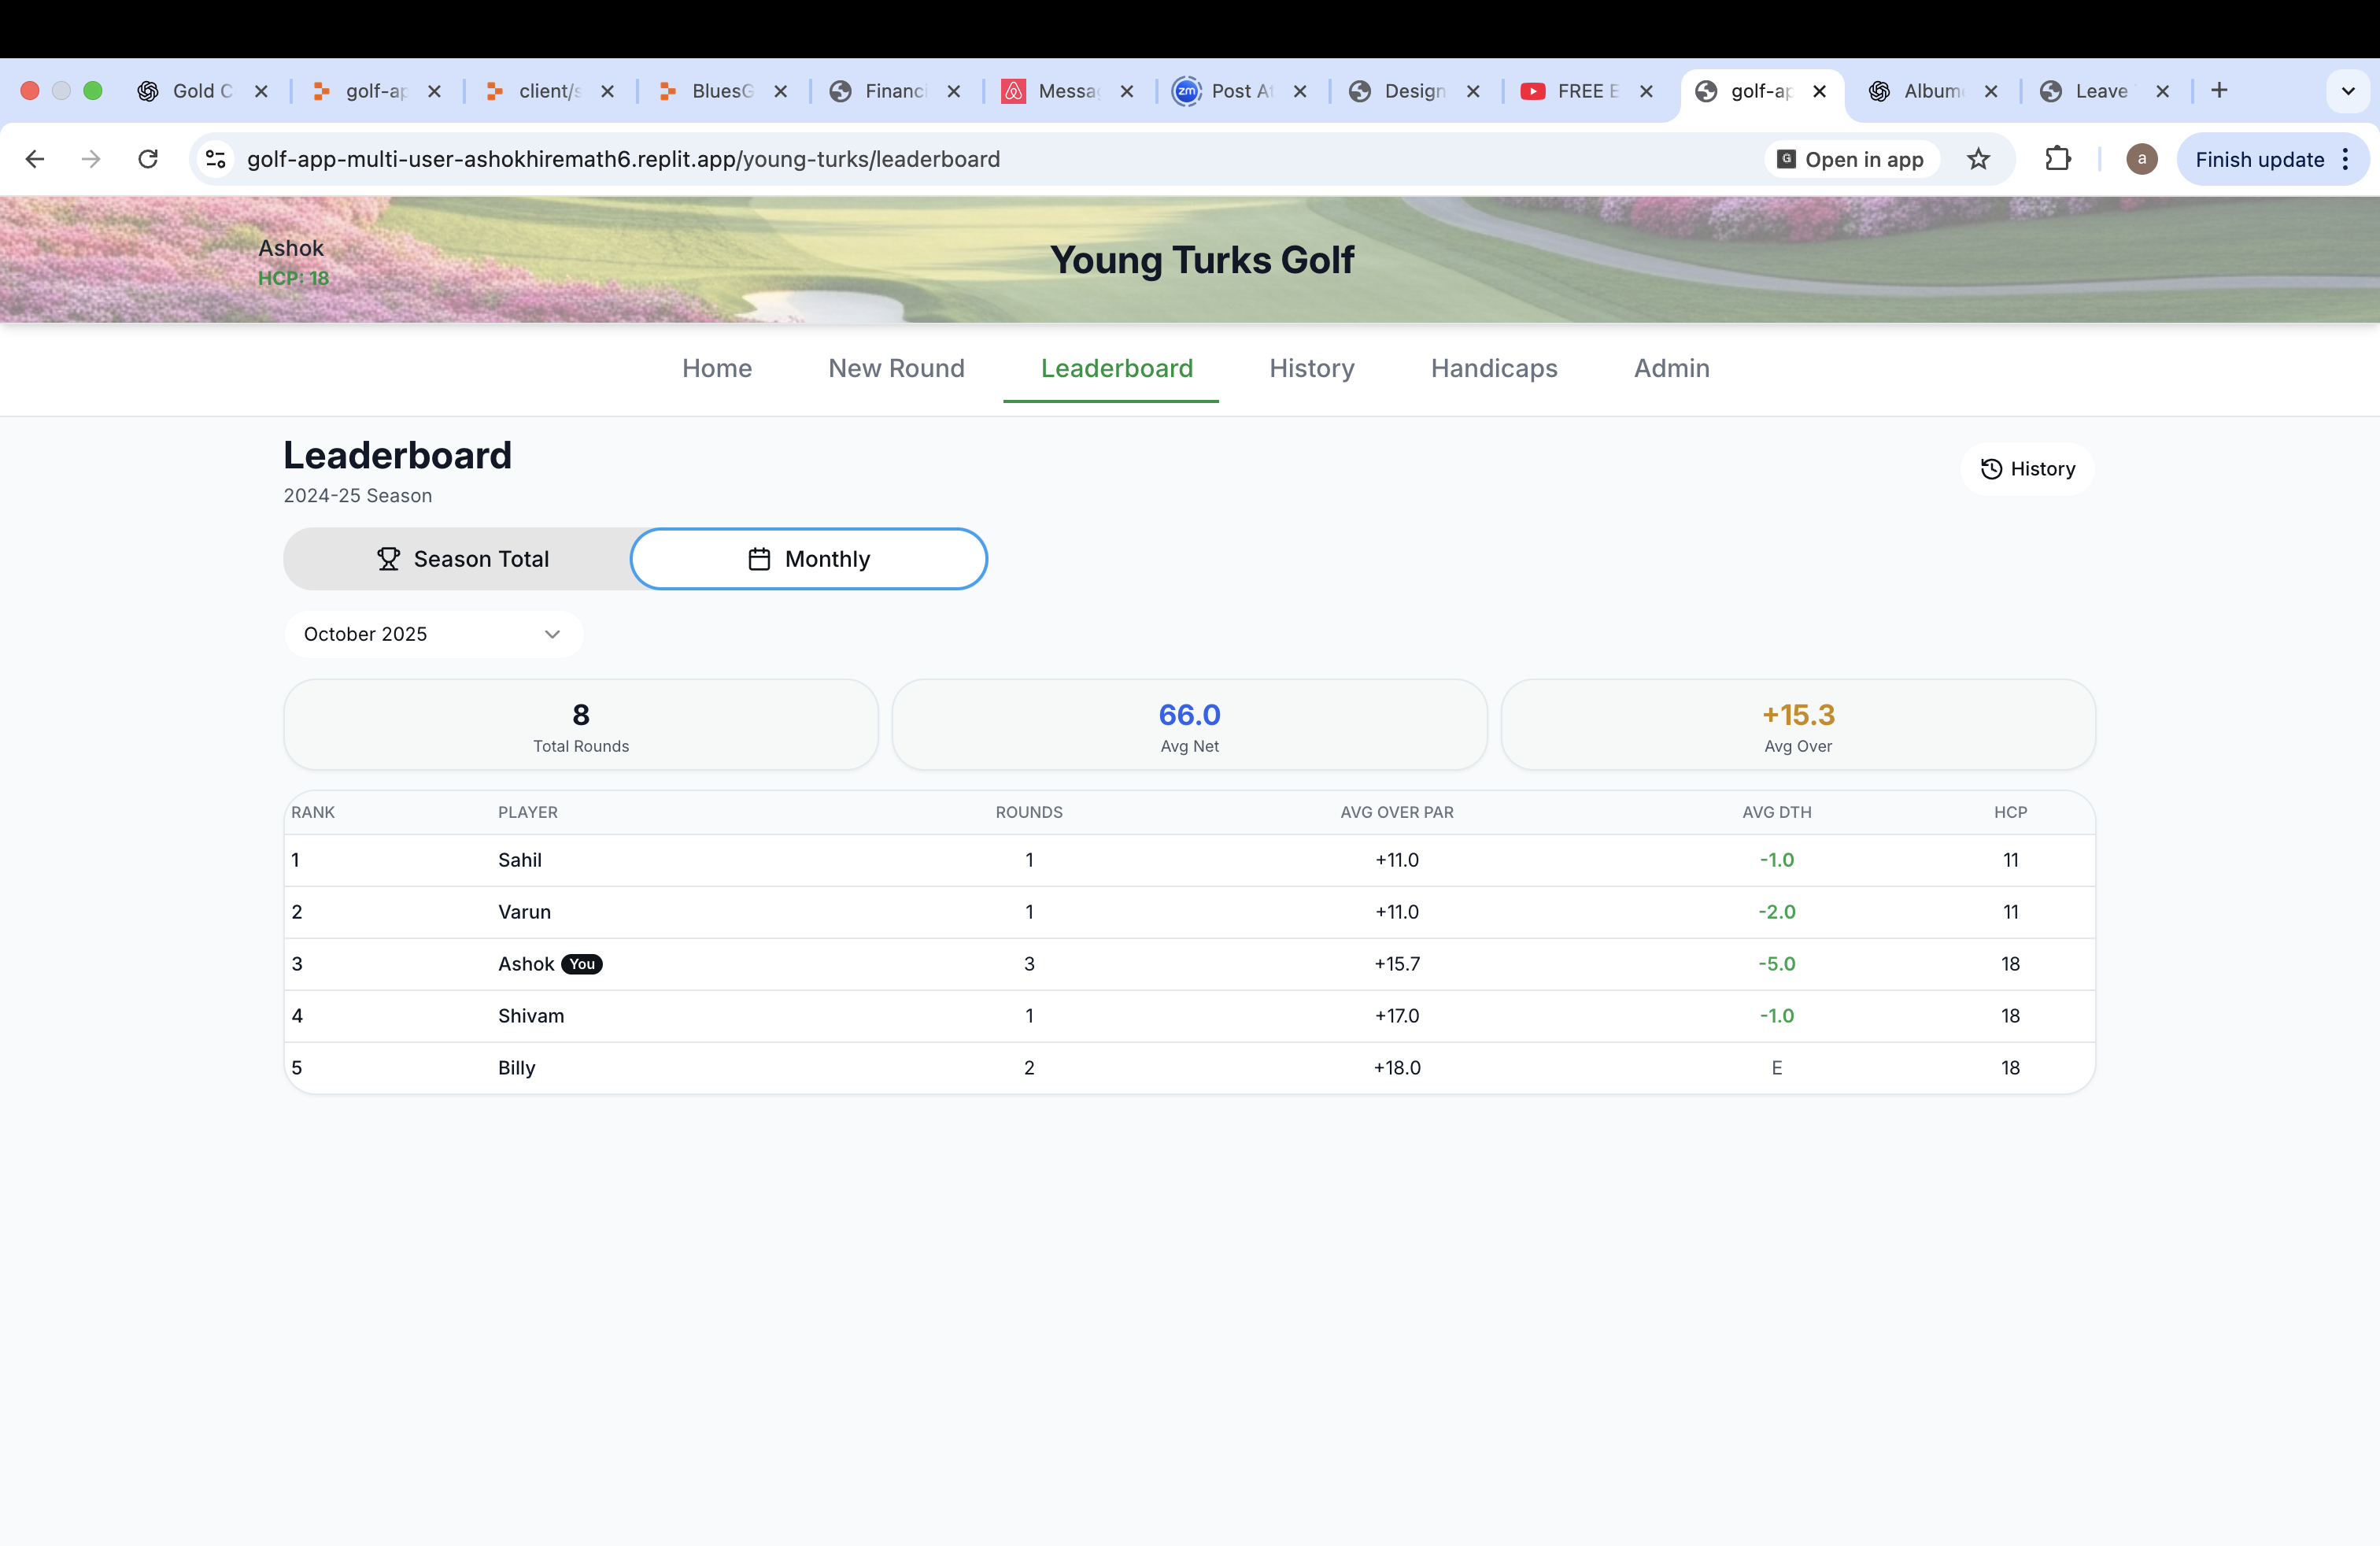 Gold C
golf-ap
client/s
BluesG
Financi
Messag
zm
Post At
Design
FREE E
golf-ap
Album
Leave
golf-app-multi-user-ashokhiremath6.replit.app/young-turks/leaderboard
G Open in app
a
Finish update
Ashok
HCP: 18
Young Turks Golf
Home New Round Leaderboard History Handicaps Admin
Leaderboard
History
2024-25 Season
Season Total Monthly
October 2025
8 66.0 +15.3
Total Rounds Avg Net Avg Over
RANK PLAYER ROUNDS AVG OVER PAR AVG DTH HCP
1 Sahil 1 +11.0 -1.0 11
2 Varun 1 +11.0 -2.0 11
3 Ashok You 3 +15.7 -5.0 18
4 Shivam 1 +17.0 -1.0 18
5 Billy 2 +18.0 E 18